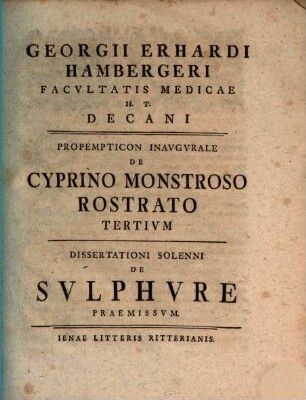 GEORGII ERHARDI
HAMBERGERI
FACVLTATIS MEDICAE
H. T.
DECANI
PROPEMPTICON INAVGVRALE
DE
CYPRINO MONSTROSO
ROSTRATO
TERTIVM
DISSERTATIONI SOLENNI
DE
SVLPHVRE
PRAEMISSVM.
IENAE LITTERIS RITTERIANIS.